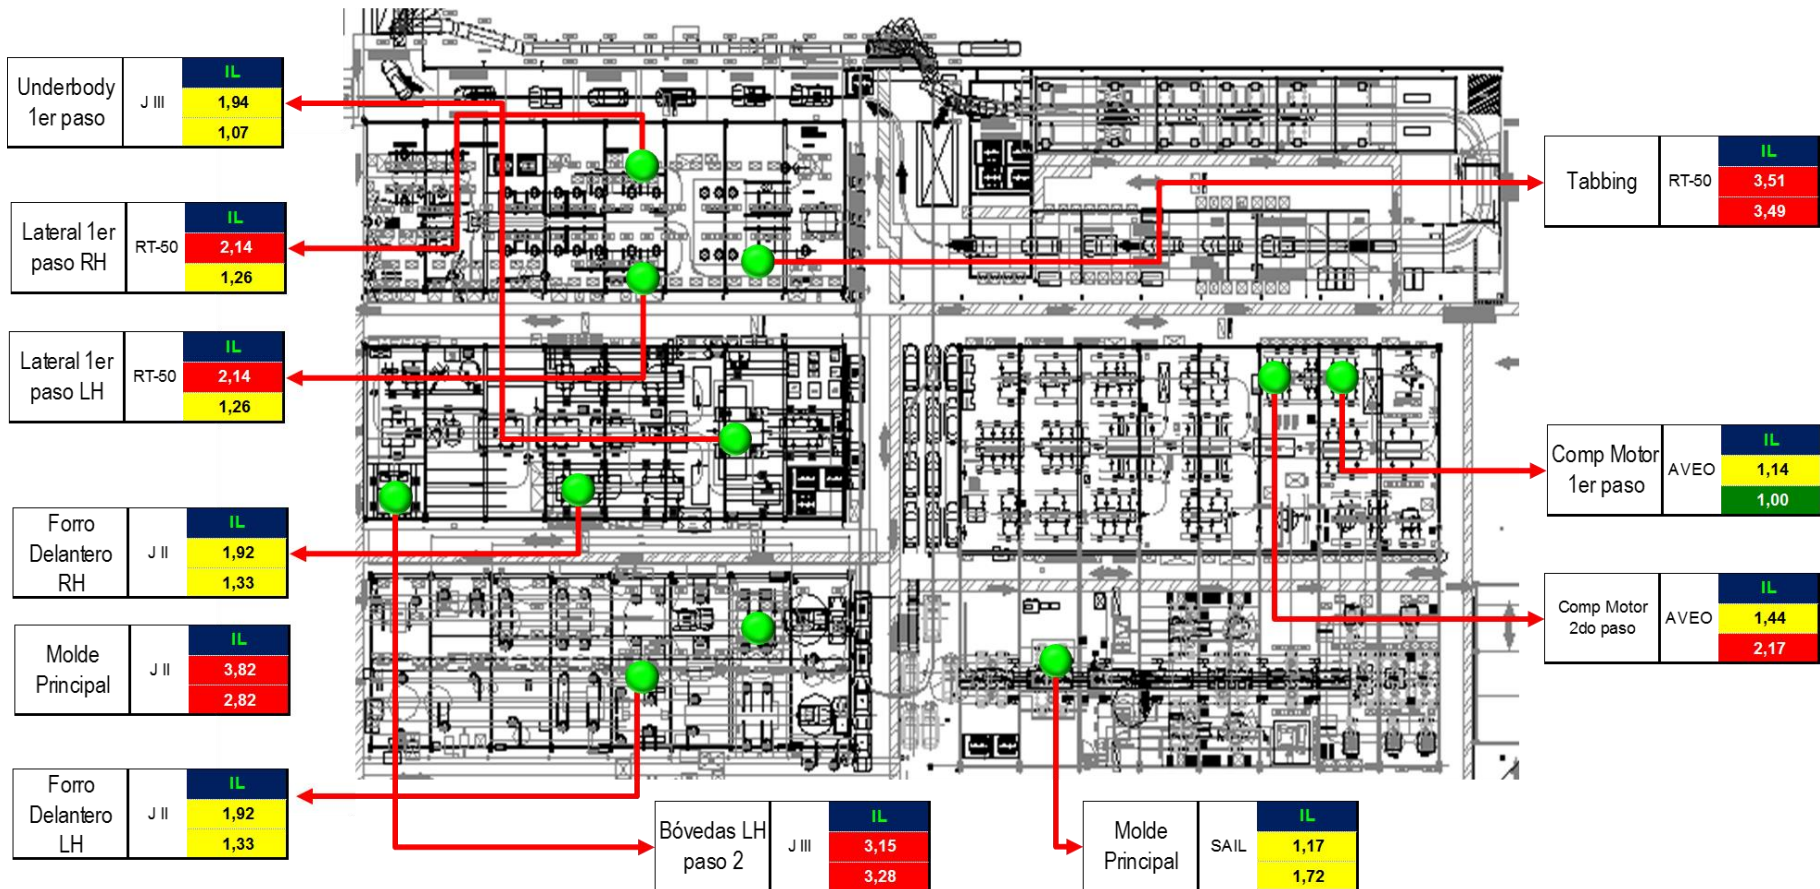 Underbody
1er paso
J III
IL
1,94
1,07
Lateral 1er
paso RH
RT-50
IL
2,14
1,26
Lateral 1er
paso LH
RT-50
IL
2,14
1,26
Forro
Delantero
RH
J II
IL
1,92
1,33
Molde
Principal
J II
IL
3,82
2,82
Forro
Delantero
LH
J II
IL
1,92
1,33
Bóvedas LH
paso 2
J III
IL
3,15
3,28
Molde
Principal
SAIL
IL
1,17
1,72
Tabbing
RT-50
IL
3,51
3,49
Comp Motor
1er paso
AVEO
IL
1,14
1,00
Comp Motor
2do paso
AVEO
IL
1,44
2,17